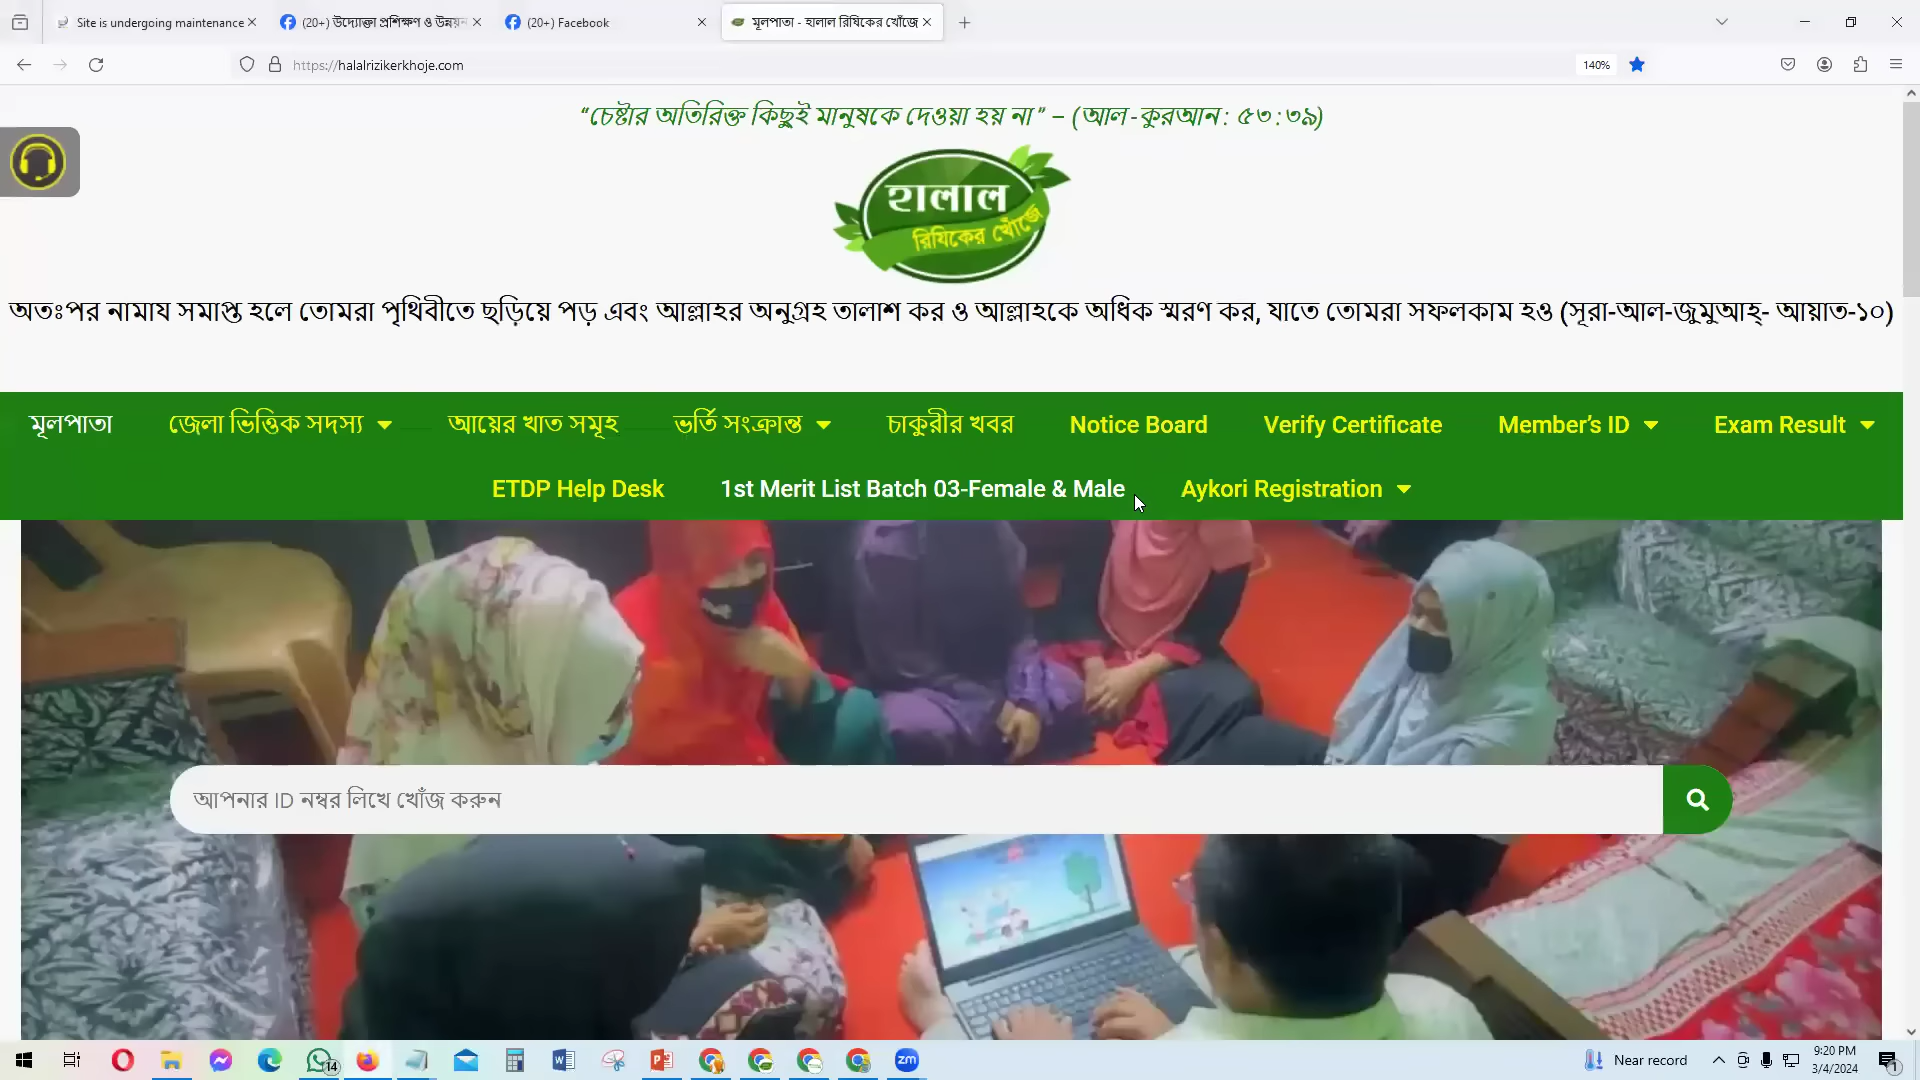 Site is undergoing maintenance
(20+) উদ্যোক্তা প্রশিক্ষণ ও উন্নয়ন
(20+) Facebook
মূলপাতা - হালাল রিযিকের খোঁজে
https://halalrizikerkhoje.com
140%
“চেষ্টার অতিরিক্ত কিছুই মানুষকে দেওয়া হয় না” – (আল-কুরআন: ৫৩:৩৯)
হালাল
রিযিকের খোঁজে
অতঃপর নামায সমাপ্ত হলে তোমরা পৃথিবীতে ছড়িয়ে পড় এবং আল্লাহর অনুগ্রহ তালাশ কর ও আল্লাহকে অধিক স্মরণ কর, যাতে তোমরা সফলকাম হও (সূরা-আল-জুমুআহ্- আয়াত-১০)
মূলপাতা জেলা ভিত্তিক সদস্য আয়ের খাত সমূহ ভর্তি সংক্রান্ত চাকুরীর খবর Notice Board Verify Certificate Member’s ID Exam Result
ETDP Help Desk 1st Merit List Batch 03-Female & Male Aykori Registration
আপনার ID নম্বর লিখে খোঁজ করুন
14
zm
Near record
9:20 PM
3/4/2024
1